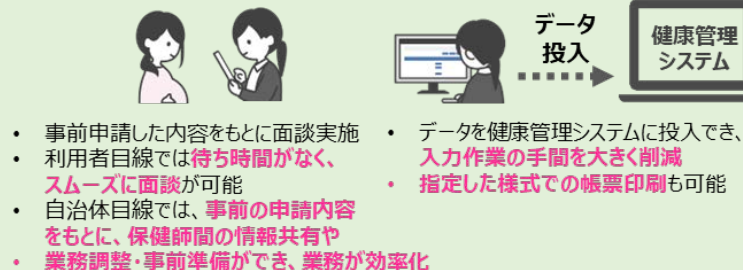 データ
投入
健康管理
システム
• 事前申請した内容をもとに面談実施
• 利用者目線では待ち時間がなく、
スムーズに面談が可能
• 自治体目線では、事前の申請内容
をもとに、保健師間の情報共有や
• 業務調整・事前準備ができ、業務が効率化
• データを健康管理システムに投入でき、
入力作業の手間を大きく削減
• 指定した様式での帳票印刷も可能